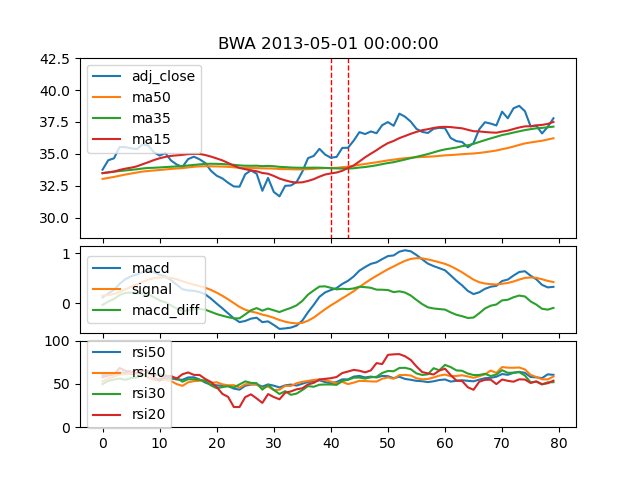 BWA 2013-05-01 00:00:00
42.5
40.0
37.5
35.0
32.5
30.0
adj_close
ma50
ma35
ma15
1
0
macd
signal
macd_diff
100
50
0
rsi50
rsi40
rsi30
rsi20
0 10 20 30 40 50 60 70 80